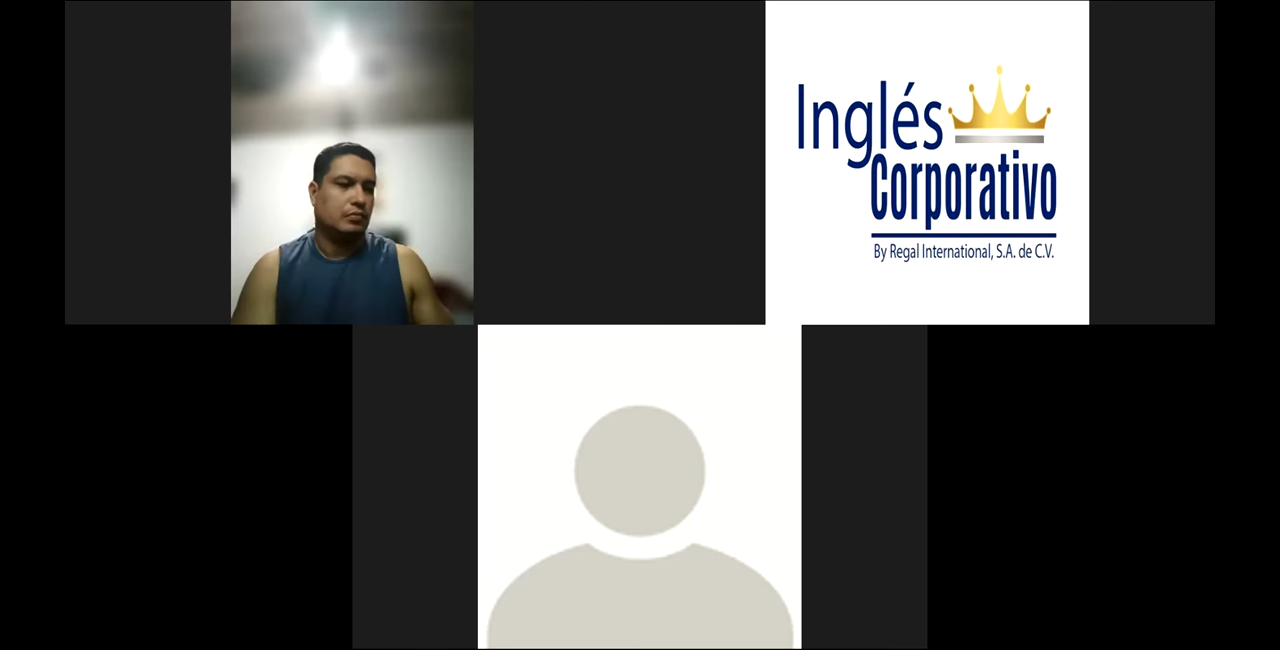 Inglés
Corporativo
By Regal International, S.A. de C.V.